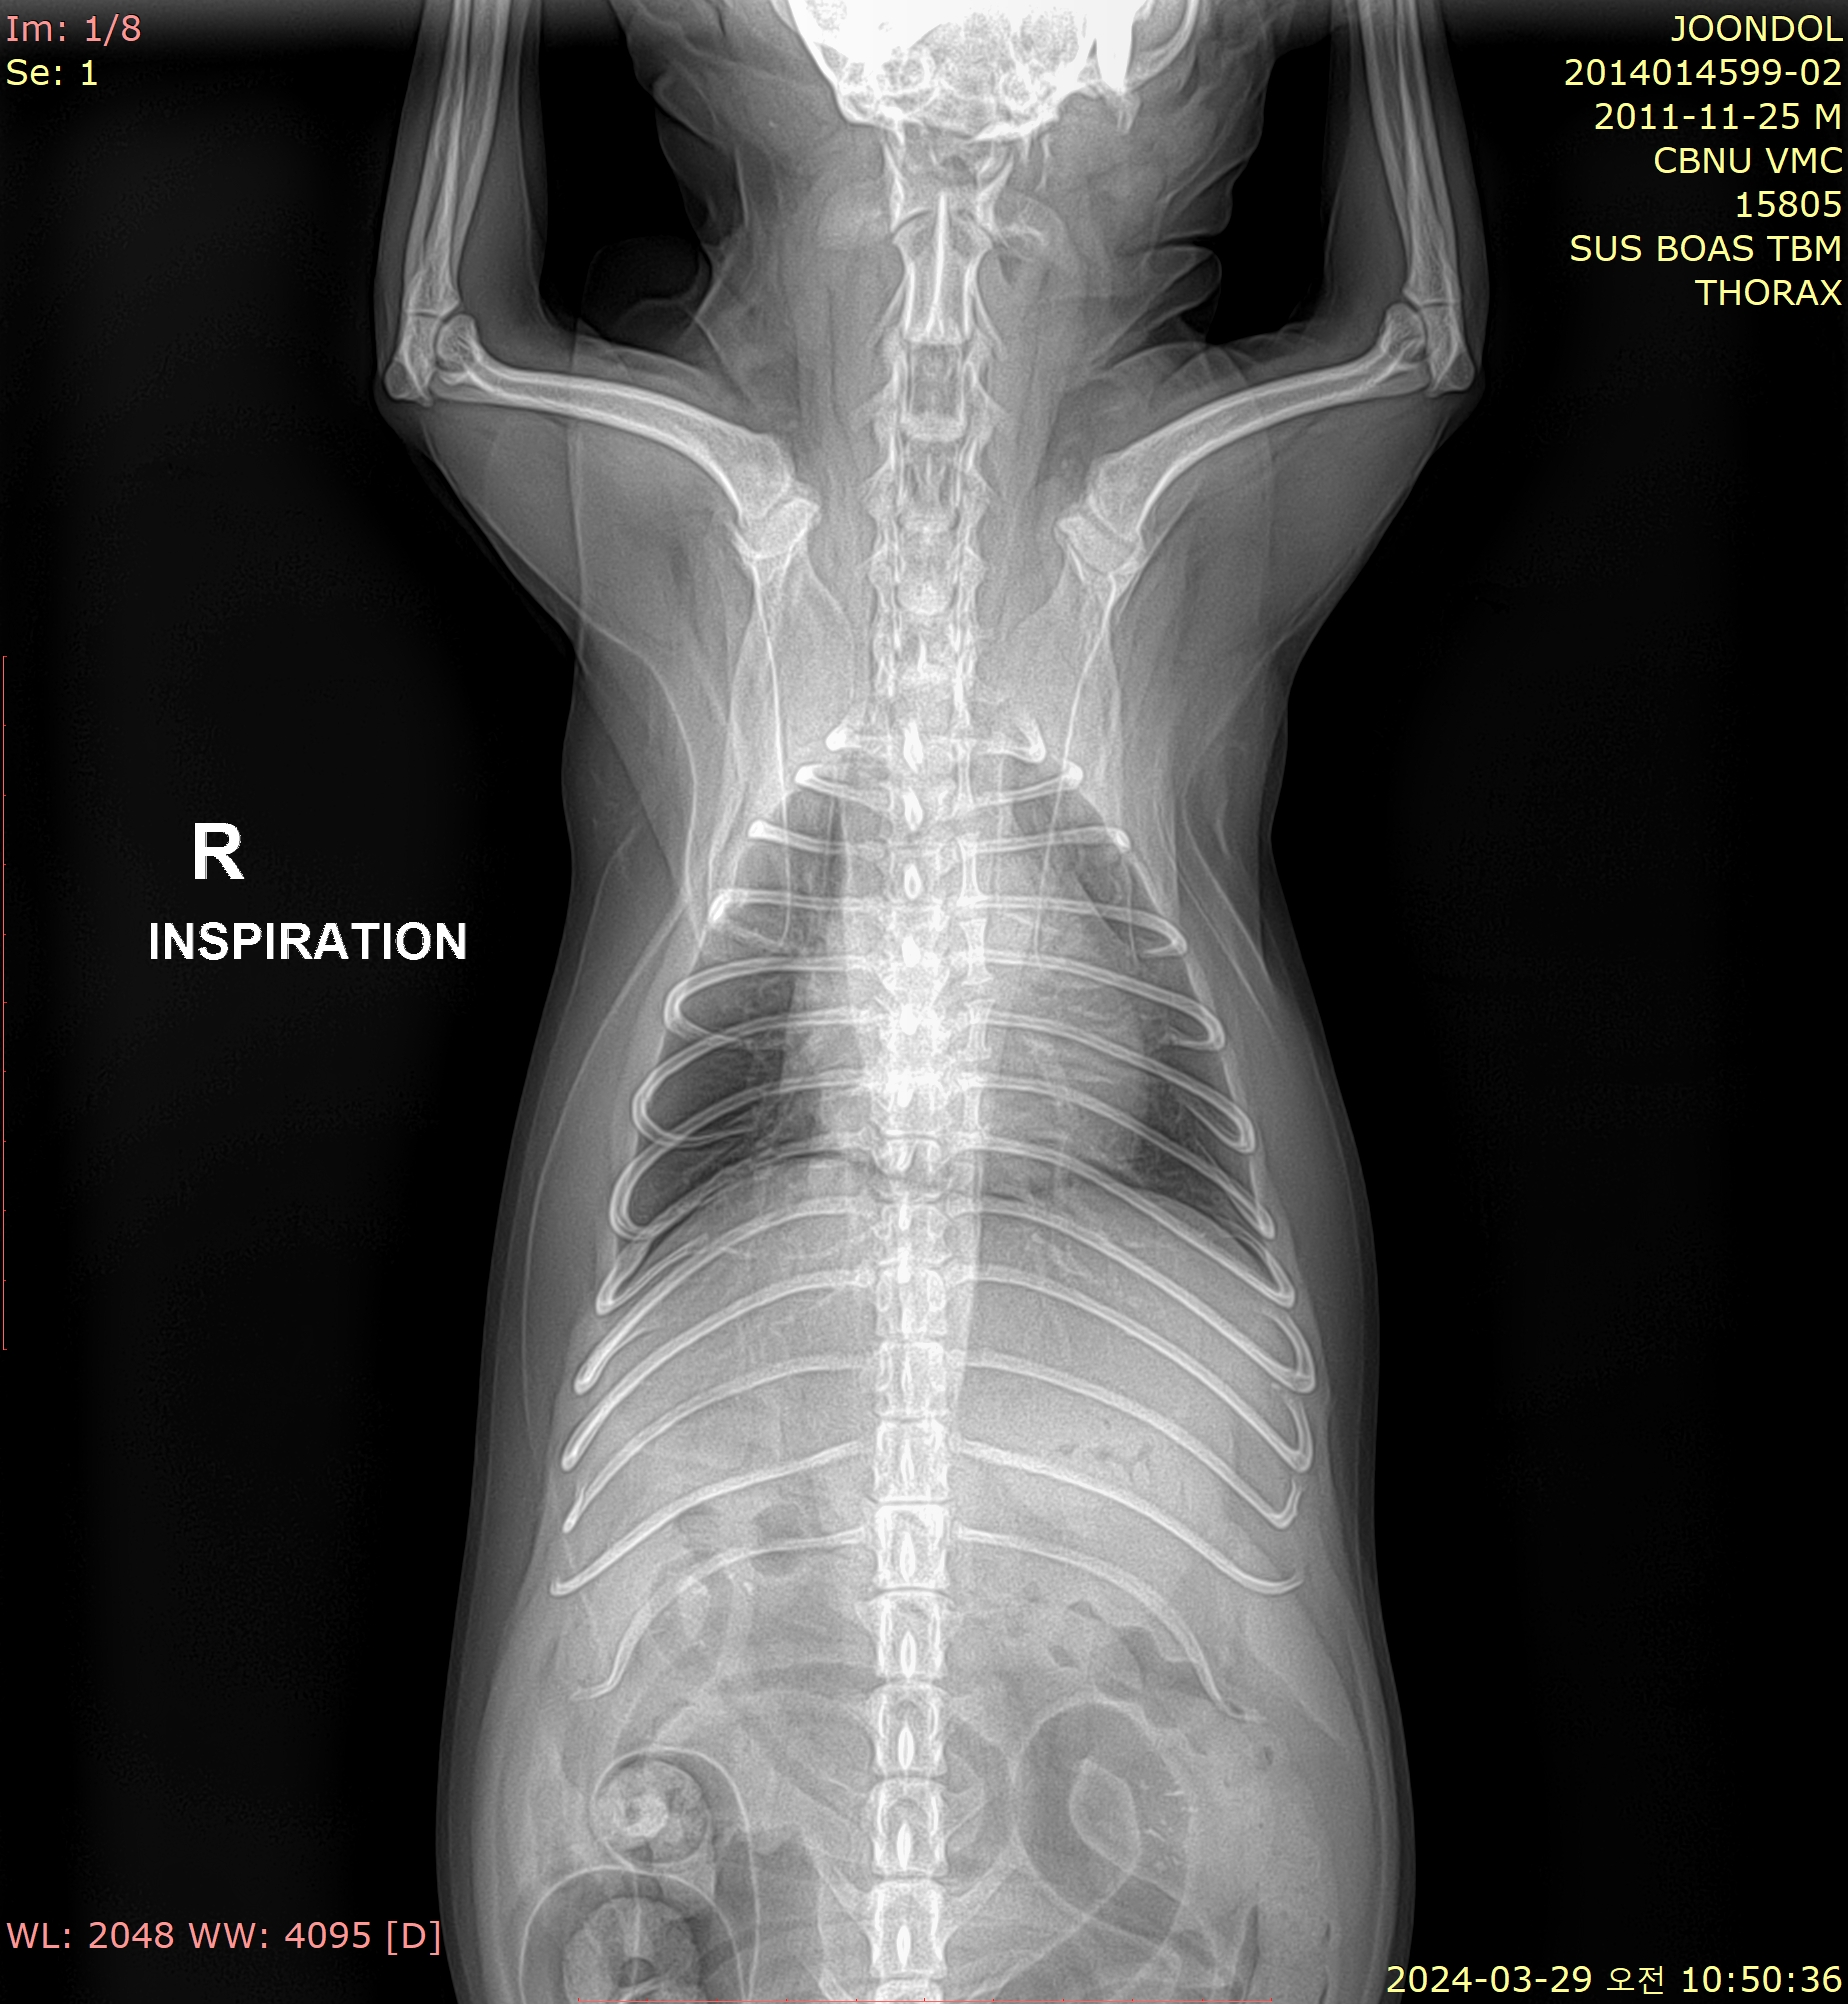 Im: 1/8
Se: 1
JOONDOL
2014014599-02
2011-11-25 M
CBNU VMC
15805
SUS BOAS TBM
THORAX
R
INSPIRATION
WL: 2048 WW: 4095 [D]
2024-03-29 오전 10:50:36